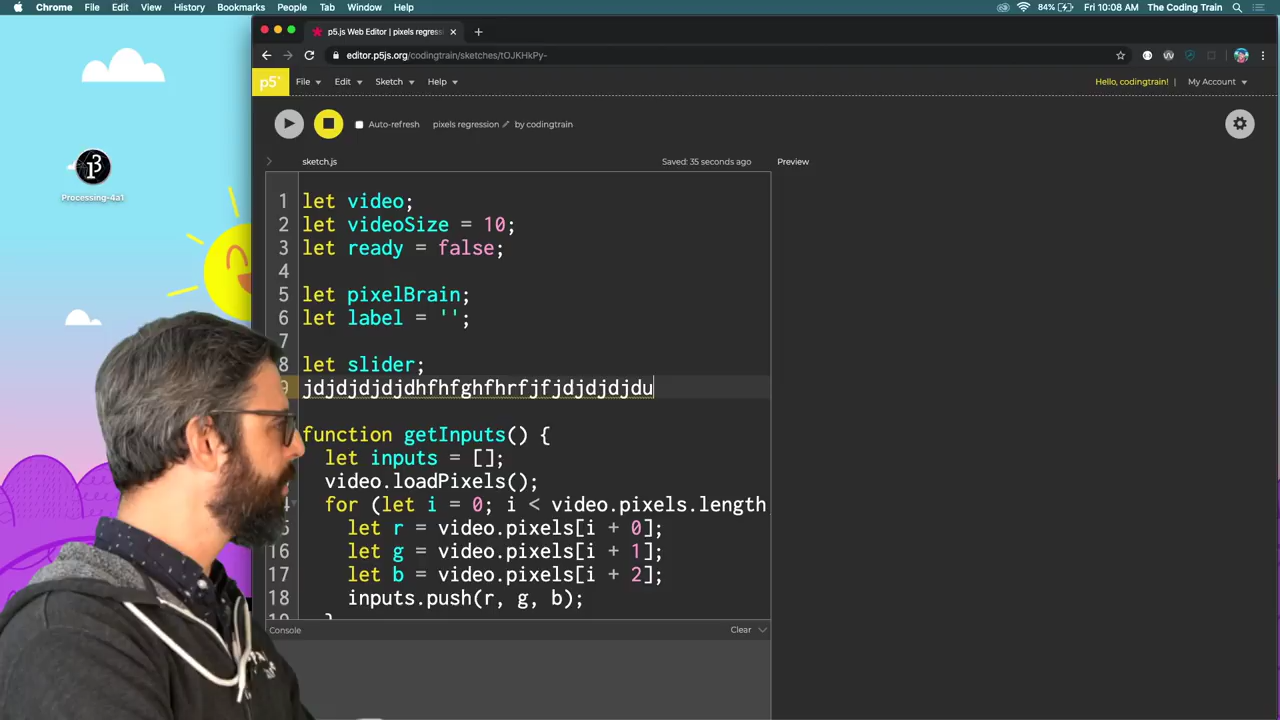 Chrome File Edit View History Bookmarks People Tab Window Help 84% Fri 10:08 AM The Coding Train
p5.js Web Editor | pixels regress
editor.p5js.org/codingtrain/sketches/tOJKHkPy-
p5* File Edit Sketch Help Hello, codingtrain! | My Account
Auto-refresh pixels regression by codingtrain
sketch.js Saved: 35 seconds ago Preview
Processing-4a1
1 let video;
2 let videoSize = 10;
3 let ready = false;
4
5 let pixelBrain;
6 let label = '';
7
8 let slider;
9 jdjdjdjdjdhfhfghfhrfjfjdjdjdjdu
function getInputs() {
let inputs = [];
video.loadPixels();
4 for (let i = 0; i < video.pixels.length
5 let r = video.pixels[i + 0];
16 let g = video.pixels[i + 1];
17 let b = video.pixels[i + 2];
18 inputs.push(r, g, b);
}
Console Clear